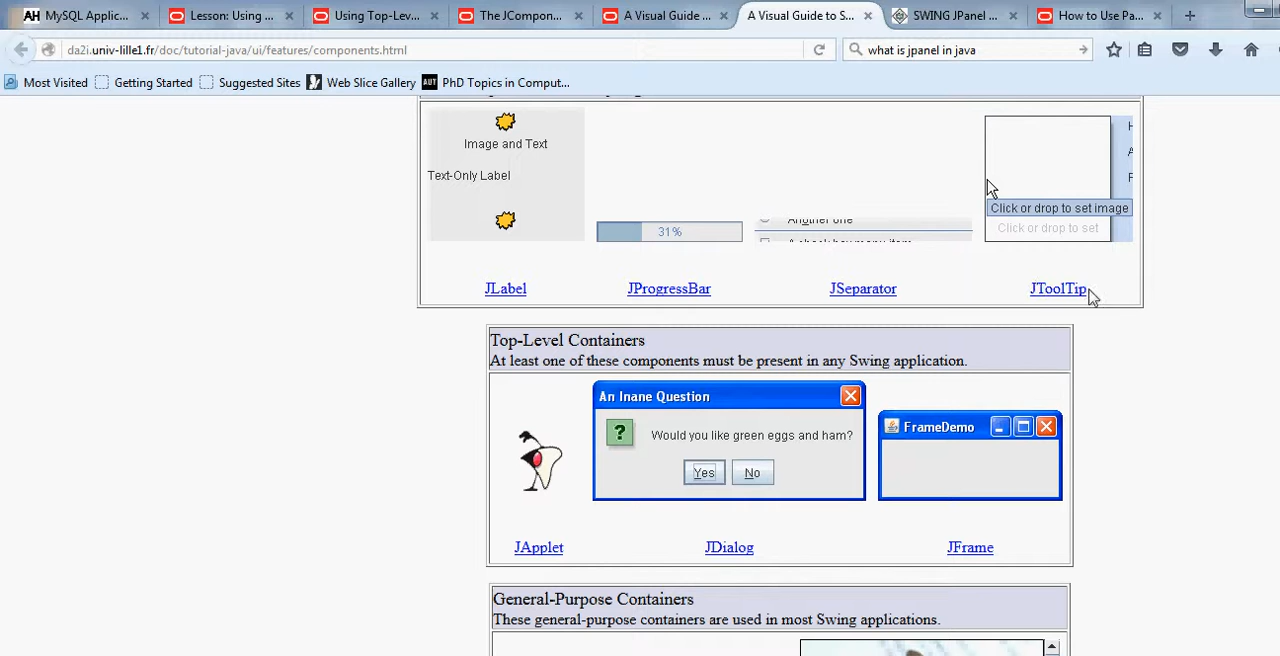 MySQL Applic...
Lesson: Using ...
Using Top-Lev...
The JCompon...
A Visual Guide ...
A Visual Guide to S...
SWING JPanel ...
How to Use Pa...
da2i.univ-lille1.fr/doc/tutorial-java/ui/features/components.html
what is jpanel in java
Most Visited
Getting Started
Suggested Sites
Web Slice Gallery
PhD Topics in Comput...
Image and Text
Text-Only Label
31%
Another one
A check box menu item
Click or drop to set image
Click or drop to set
JLabel
JProgressBar
JSeparator
JToolTip
Top-Level Containers
At least one of these components must be present in any Swing application.
An Inane Question
Would you like green eggs and ham?
Yes
No
FrameDemo
JApplet
JDialog
JFrame
General-Purpose Containers
These general-purpose containers are used in most Swing applications.